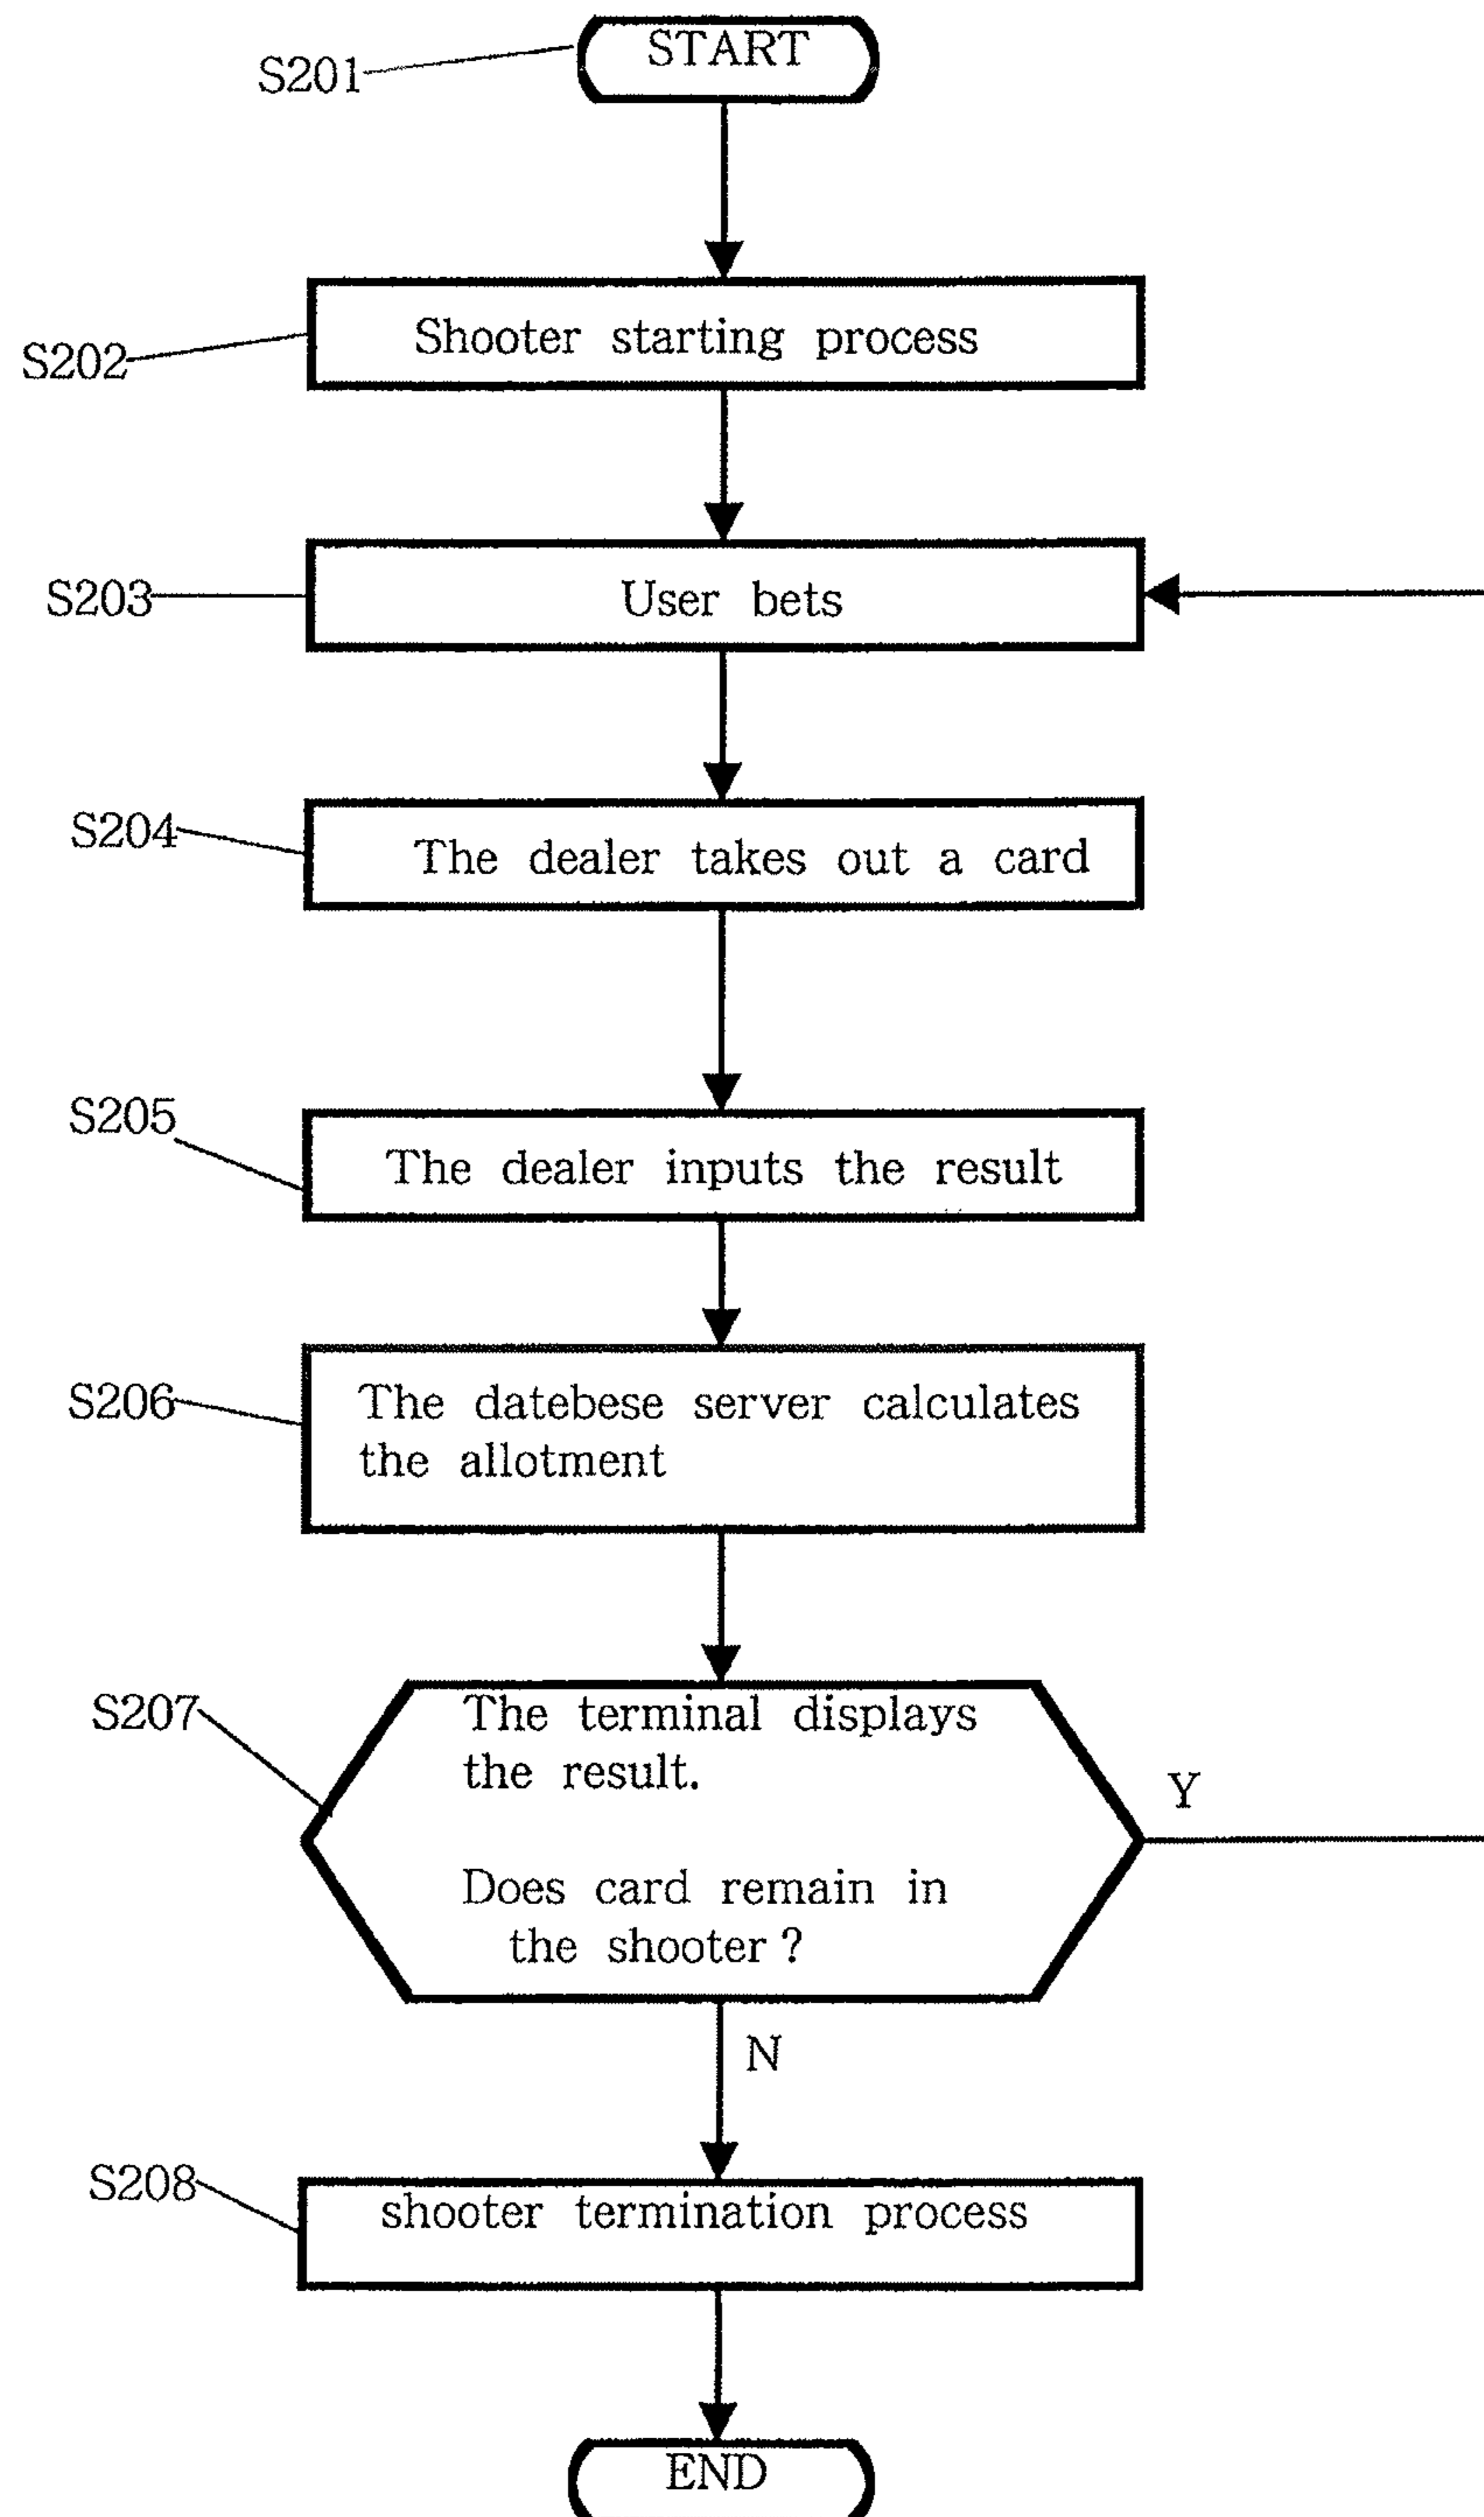 START
S201
Shooter starting process
S202
User bets
S203
S204
The dealer takes out a card
S205
The dealer inputs the result
S206
The datebese server calculates
the allotment
S207
The terminal displays
the result.
Y
Does card remain in
the shooter ?
N
S208
shooter termination process
END